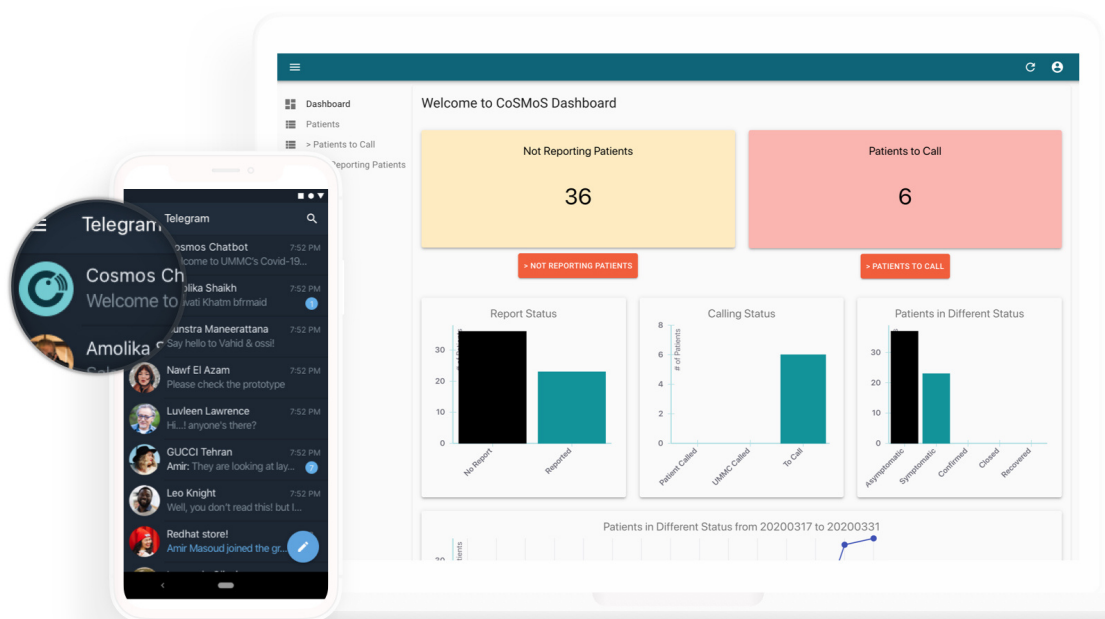 Dashboard
Patients
> Patients to Call
Reporting Patients
Welcome to CoSMoS Dashboard
Not Reporting Patients
36
> NOT REPORTING PATIENTS
Patients to Call
6
> PATIENTS TO CALL
Report Status
30
20
10
0
No Report
Reported
Calling Status
# of Patients
8
6
4
2
0
Patient Called
UMMC Called
To Call
Patients in Different Status
30
20
10
0
Asymptomatic
Symptomatic
Confirmed
Closed
Recovered
Patients in Different Status from 20200317 to 20200331
Telegram
Cosmos Ch
Welcome to
Amolika
Telegram
osmos Chatbot 7:52 PM
lcome to UMMC's Covid-19...
olika Shaikh 7:52 PM
vati Khatm bfrmaid 1
unstra Maneerattana 7:52 PM
Say hello to Vahid & ossi!
Nawf El Azam 7:52 PM
Please check the prototype
Luvleen Lawrence 7:52 PM
Hi...! anyone's there?
GUCCI Tehran 7:52 PM
Amir: They are looking at lay... 7
Leo Knight 7:52 PM
Well, you don't read this! but I...
Redhat store!
Amir Masoud joined the gr...